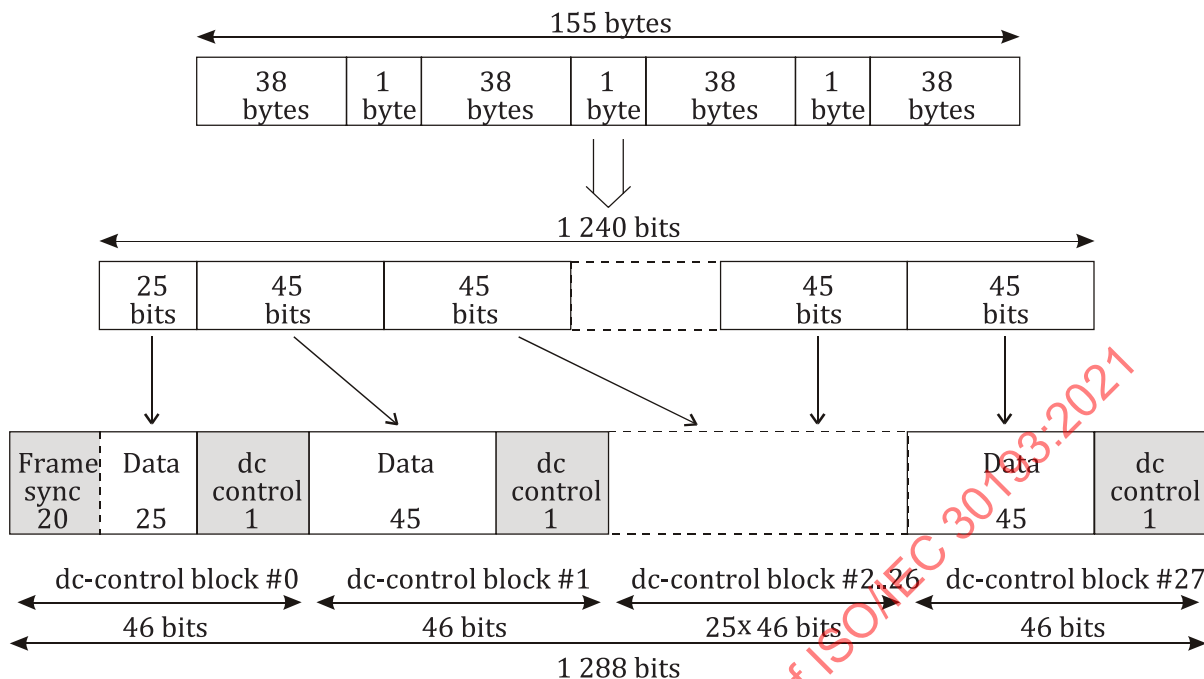 155 bytes
38 bytes
1 byte
38 bytes
1 byte
38 bytes
1 byte
38 bytes
1 240 bits
25 bits
45 bits
45 bits
45 bits
45 bits
Frame sync 20
Data 25
dc control 1
Data 45
dc control 1
Data 45
dc control 1
dc-control block #0
dc-control block #1
dc-control block #2..26
dc-control block #27
46 bits
46 bits
25x 46 bits
46 bits
1 288 bits
of ISO/IEC 30193:2021